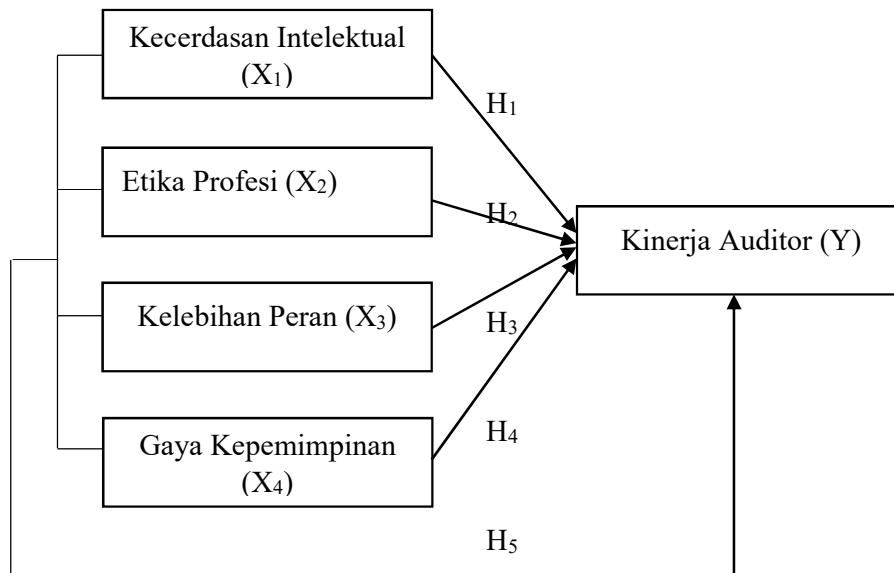 Kecerdasan Intelektual
(X₁)
H₁
Etika Profesi (X₂)
H₂
Kinerja Auditor (Y)
Kelebihan Peran (X₃)
H₃
Gaya Kepemimpinan
(X₄)
H₄
H₅